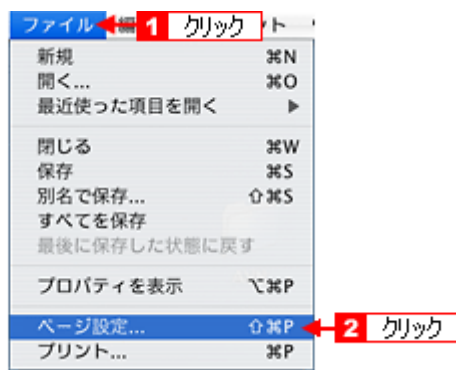 ファイル 1 クリック ト
新規 ⌘N
開く... ⌘O
最近使った項目を開く ▶
閉じる ⌘W
保存 ⌘S
別名で保存... ⇧⌘S
すべてを保存
最後に保存した状態に戻す
プロパティを表示 ⌥⌘P
ページ設定... ⇧⌘P 2 クリック
プリント... ⌘P